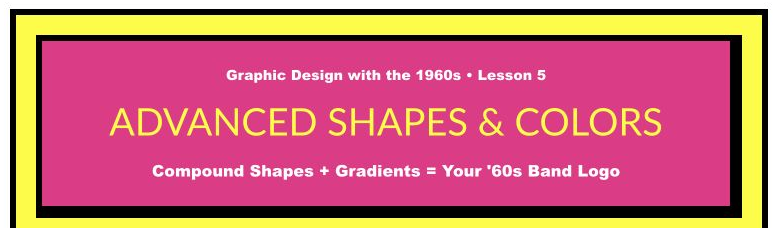 Graphic Design with the 1960s • Lesson 5
ADVANCED SHAPES & COLORS
Compound Shapes + Gradients = Your '60s Band Logo